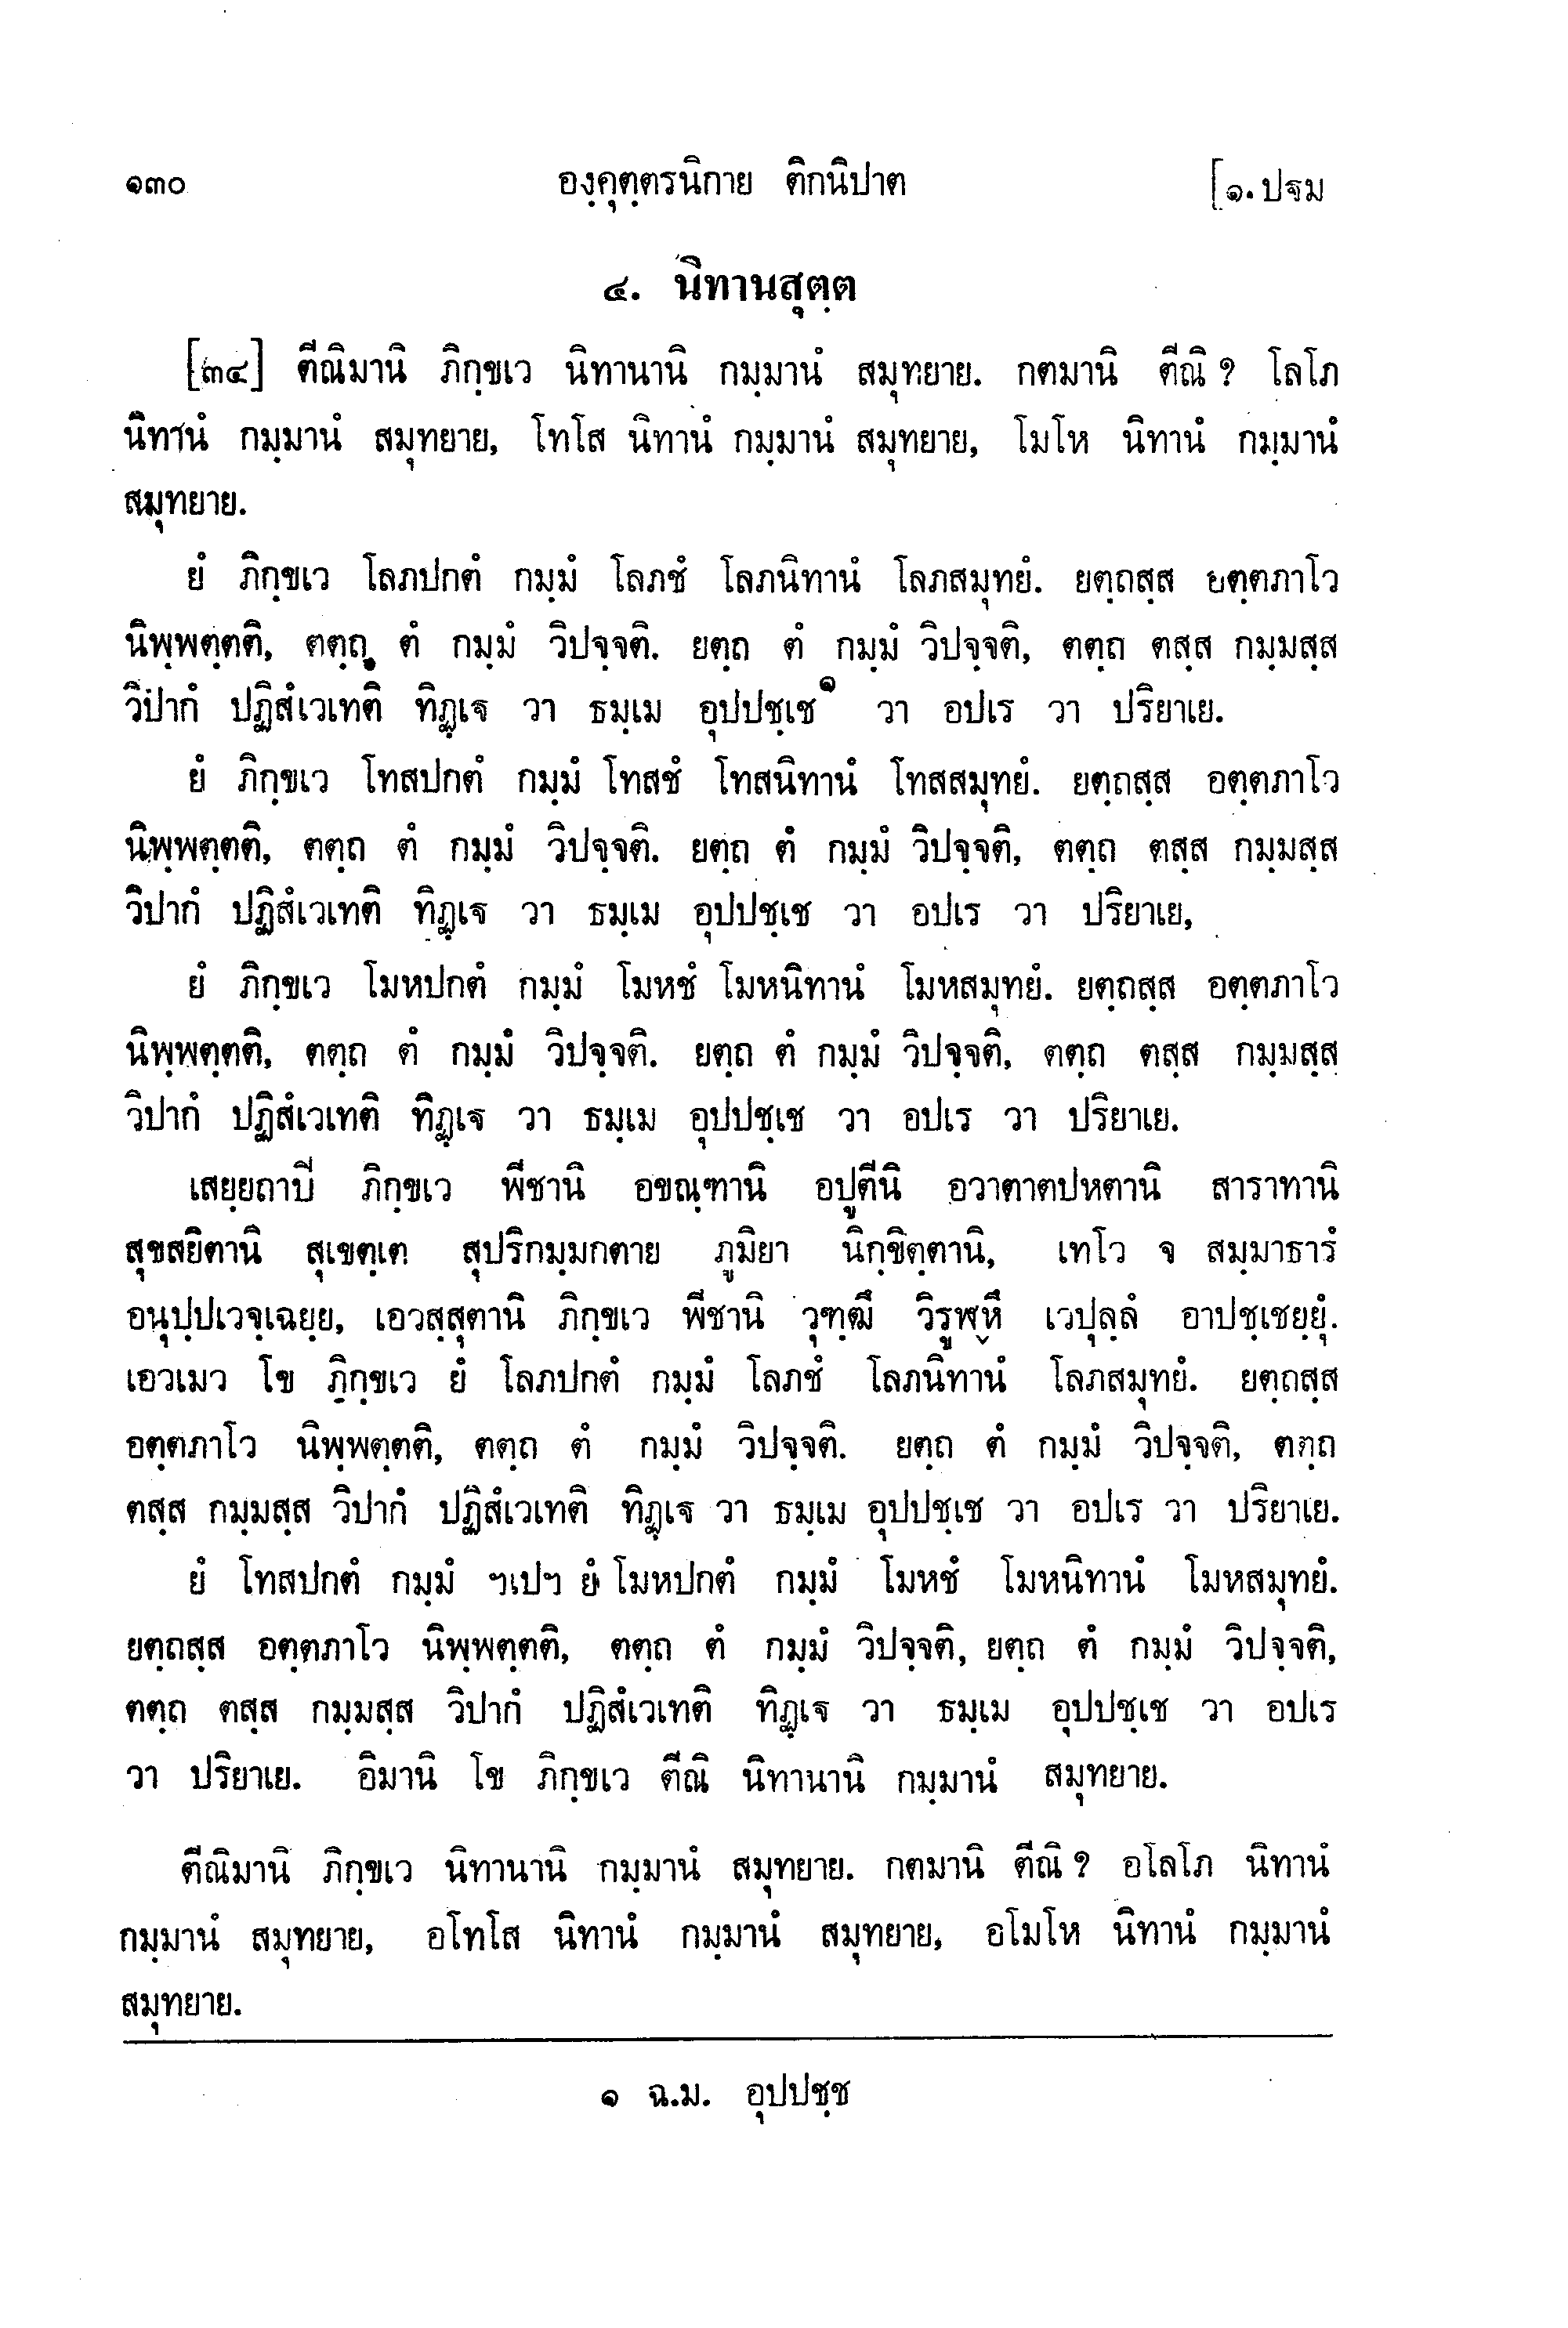 ๑๓๐ องฺคุตฺตรนิกาย ติกนิปาต [๑.ปฐม
๔. นิทานสุตฺต
[๓๔] ตีณิมานิ ภิกฺขเว นิทานานิ กมฺมานํ สมุทยาย. กตมานิ ตีณิ ? โลโภ
นิทานํ กมฺมานํ สมุทยาย, โทโส นิทานํ กมฺมานํ สมุทยาย, โมโห นิทานํ กมฺมานํ
สมุทยาย.
ยํ ภิกฺขเว โลภปกตํ กมฺมํ โลภชํ โลภนิทานํ โลภสมุทยํ. ยตฺถสฺส อตฺตภาโว
นิพฺพตฺตติ, ตตฺถ ตํ กมฺมํ วิปจฺจติ. ยตฺถ ตํ กมฺมํ วิปจฺจติ, ตตฺถ ตสฺส กมฺมสฺส
วิปากํ ปฏิสํเวเทติ ทิฏฺเฐ วา ธมฺเม อุปปชฺเช๑ วา อปเร วา ปริยาเย.
ยํ ภิกฺขเว โทสปกตํ กมฺมํ โทสชํ โทสนิทานํ โทสสมุทยํ. ยตฺถสฺส อตฺตภาโว
นิพฺพตฺตติ, ตตฺถ ตํ กมฺมํ วิปจฺจติ. ยตฺถ ตํ กมฺมํ วิปจฺจติ, ตตฺถ ตสฺส กมฺมสฺส
วิปากํ ปฏิสํเวเทติ ทิฏฺเฐ วา ธมฺเม อุปปชฺเช วา อปเร วา ปริยาเย,
ยํ ภิกฺขเว โมหปกตํ กมฺมํ โมหชํ โมหนิทานํ โมหสมุทยํ. ยตฺถสฺส อตฺตภาโว
นิพฺพตฺตติ, ตตฺถ ตํ กมฺมํ วิปจฺจติ. ยตฺถ ตํ กมฺมํ วิปจฺจติ, ตตฺถ ตสฺส กมฺมสฺส
วิปากํ ปฏิสํเวเทติ ทิฏฺเฐ วา ธมฺเม อุปปชฺเช วา อปเร วา ปริยาเย.
เสยฺยถาปิ ภิกฺขเว พีชานิ อขณฺฑานิ อปูตีนิ อวาตาตปหตานิ สาราทานิ
สุขสยิตานิ สุเขตฺเต สุปริกมฺมกตาย ภูมิยา นิกฺขิตฺตานิ, เทโว จ สมฺมาธารํ
อนุปฺปเวจฺเฉยฺย, เอวสฺสุตานิ ภิกฺขเว พีชานิ วุฑฺฒึ วิรูฬฺหึ เวปุลฺลํ อาปชฺเชยฺยุํ.
เอวเมว โข ภิกฺขเว ยํ โลภปกตํ กมฺมํ โลภชํ โลภนิทานํ โลภสมุทยํ. ยตฺถสฺส
อตฺตภาโว นิพฺพตฺตติ, ตตฺถ ตํ กมฺมํ วิปจฺจติ. ยตฺถ ตํ กมฺมํ วิปจฺจติ, ตตฺถ
ตสฺส กมฺมสฺส วิปากํ ปฏิสํเวเทติ ทิฏฺเฐ วา ธมฺเม อุปปชฺเช วา อปเร วา ปริยาเย.
ยํ โทสปกตํ กมฺมํ ฯเปฯ ยํ โมหปกตํ กมฺมํ โมหชํ โมหนิทานํ โมหสมุทยํ.
ยตฺถสฺส อตฺตภาโว นิพฺพตฺตติ, ตตฺถ ตํ กมฺมํ วิปจฺจติ, ยตฺถ ตํ กมฺมํ วิปจฺจติ,
ตตฺถ ตสฺส กมฺมสฺส วิปากํ ปฏิสํเวเทติ ทิฏฺเฐ วา ธมฺเม อุปปชฺเช วา อปเร
วา ปริยาเย. อิมานิ โข ภิกฺขเว ตีณิ นิทานานิ กมฺมานํ สมุทยาย.
ตีณิมานิ ภิกฺขเว นิทานานิ กมฺมานํ สมุทยาย. กตมานิ ตีณิ ? อโลโภ นิทานํ
กมฺมานํ สมุทยาย, อโทโส นิทานํ กมฺมานํ สมุทยาย, อโมโห นิทานํ กมฺมานํ
สมุทยาย.
๑ ฉ.ม. อุปปชฺช